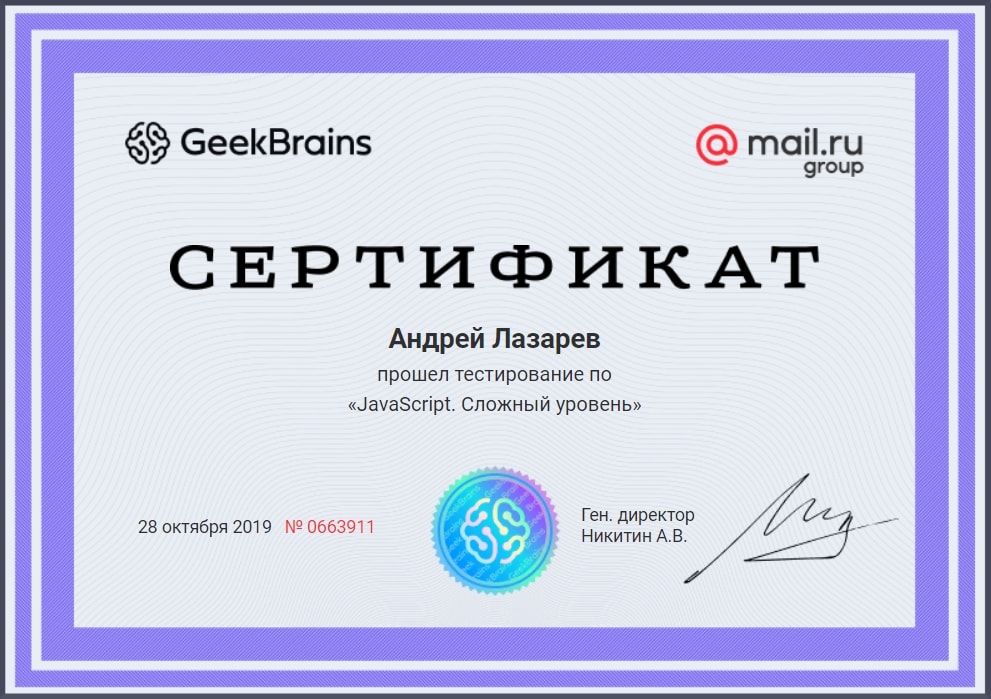 GeekBrains
@mail.ru
group
СЕРТИФИКАТ
Андрей Лазарев
прошел тестирование по
«JavaScript. Сложный уровень»
28 октября 2019 № 0663911
Ген. директор
Никитин А.В.